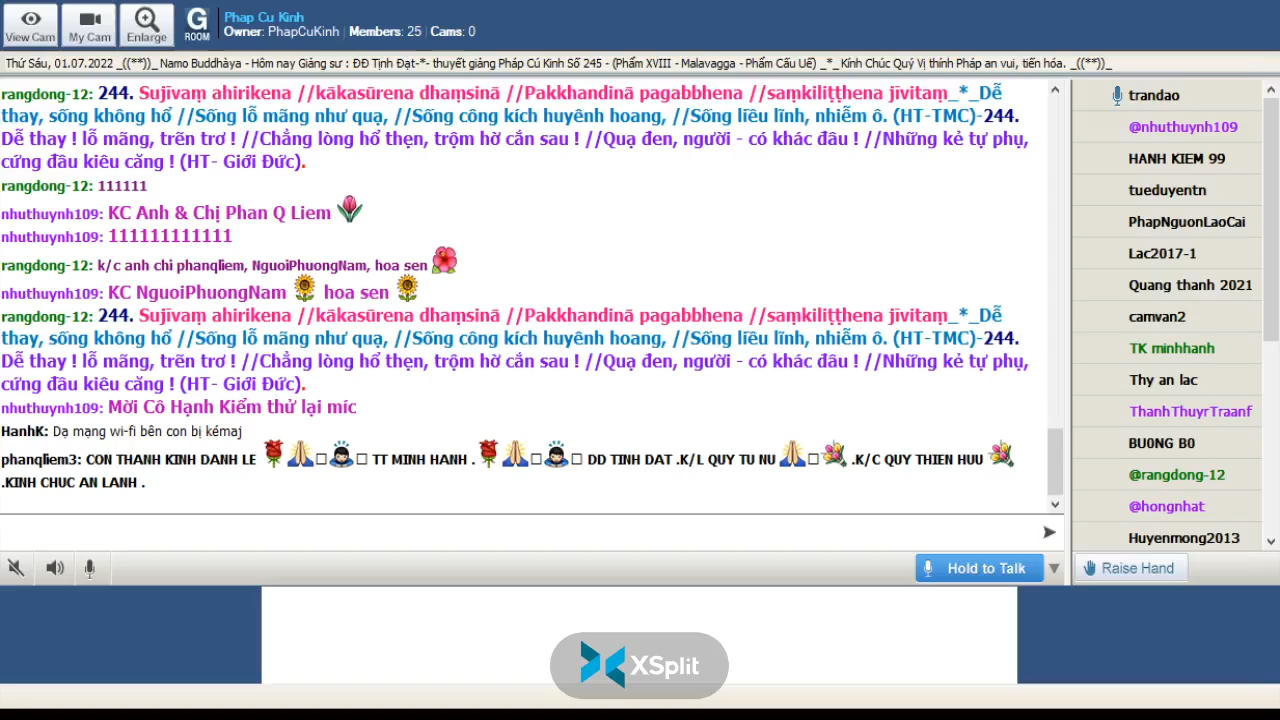 View Cam
My Cam
Enlarge
G
ROOM
Phap Cu Kinh
Owner: PhapCuKinh | Members: 25 | Cams: 0
Thứ Sáu, 01.07.2022 _((**))_ Namo Buddhàya - Hôm nay Giảng sư : ĐĐ Tịnh Đạt-*- thuyết giảng Pháp Cú Kinh Số 245 - (Phẩm XVIII - Malavagga - Phẩm Cấu Uế) _*_ Kính Chúc Quý Vị thính Pháp an vui, tiến hóa. _((**))_
rangdong-12: 244. Sujīvaṃ ahirikena //kākasūrena dhaṃsinā //Pakkhandinā pagabbhena //saṃkiliṭṭhena jīvitaṃ_*_Dễ
thay, sống không hổ //Sống lỗ mãng như quạ, //Sống công kích huyênh hoang, //Sống liều lĩnh, nhiễm ô. (HT-TMC)-244.
Dễ thay ! lỗ mãng, trẽn trơ ! //Chẳng lòng hổ thẹn, trộm hờ cắn sau ! //Quạ đen, người - có khác đâu ! //Những kẻ tự phụ,
cứng đầu kiêu căng ! (HT- Giới Đức).
rangdong-12: 111111
nhuthuynh109: KC Anh & Chị Phan Q Liem
nhuthuynh109: 111111111111
rangdong-12: k/c anh chi phanqliem, NguoiPhuongNam, hoa sen
nhuthuynh109: KC NguoiPhuongNam hoa sen
rangdong-12: 244. Sujīvaṃ ahirikena //kākasūrena dhaṃsinā //Pakkhandinā pagabbhena //saṃkiliṭṭhena jīvitaṃ_*_Dễ
thay, sống không hổ //Sống lỗ mãng như quạ, //Sống công kích huyênh hoang, //Sống liều lĩnh, nhiễm ô. (HT-TMC)-244.
Dễ thay ! lỗ mãng, trẽn trơ ! //Chẳng lòng hổ thẹn, trộm hờ cắn sau ! //Quạ đen, người - có khác đâu ! //Những kẻ tự phụ,
cứng đầu kiêu căng ! (HT- Giới Đức).
nhuthuynh109: Mời Cô Hạnh Kiểm thử lại míc
HanhK: Dạ mạng wi-fi bên con bị kémaj
phanqliem3: CON THANH KINH DANH LE TT MINH HANH . DD TINH DAT .K/L QUY TU NU .K/C QUY THIEN HUU
.KINH CHUC AN LANH .
trandao
@nhuthuynh109
HANH KIEM 99
tueduyentn
PhapNguonLaoCai
Lac2017-1
Quang thanh 2021
camvan2
TK minhhanh
Thy an lac
ThanhThuyrTraanf
BU0NG B0
@rangdong-12
@hongnhat
Huyenmong2013
Hold to Talk
Raise Hand
XSplit